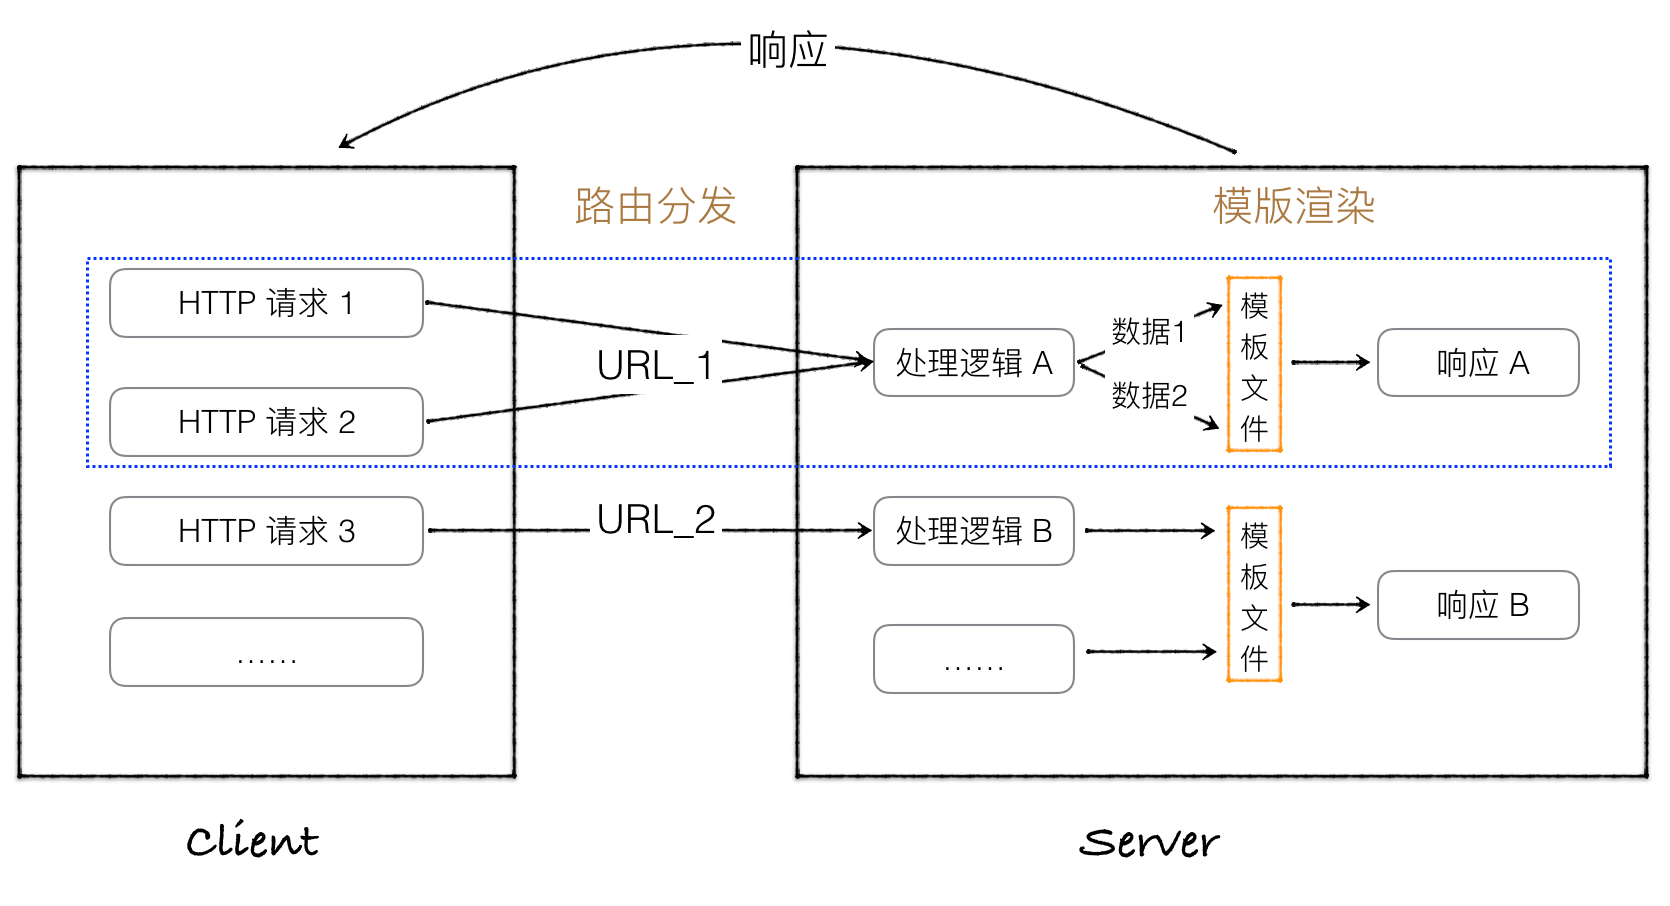 响应
路由分发
模版渲染
HTTP 请求 1
HTTP 请求 2
URL_1
处理逻辑 A
数据1
数据2
模
板
文
件
响应 A
HTTP 请求 3
URL_2
处理逻辑 B
模
板
文
件
响应 B
......
......
Client
Server